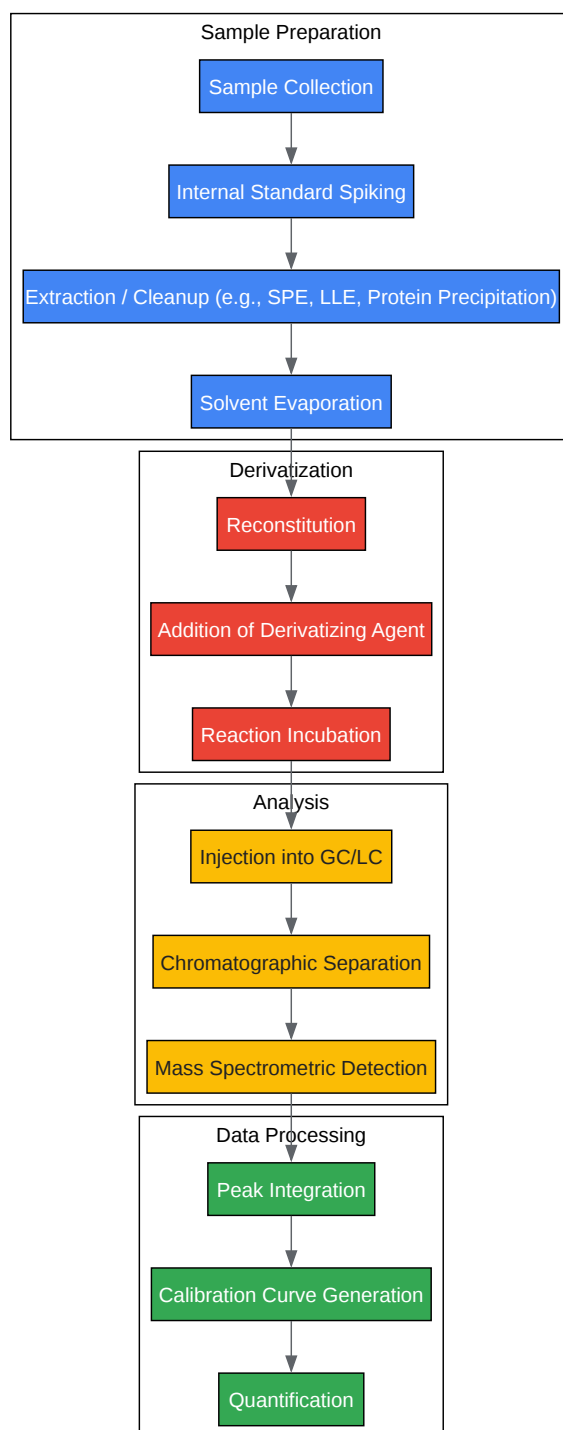 Sample Preparation
Sample Collection
Internal Standard Spiking
Extraction / Cleanup (e.g., SPE, LLE, Protein Precipitation)
Solvent Evaporation
Derivatization
Reconstitution
Addition of Derivatizing Agent
Reaction Incubation
Analysis
Injection into GC/LC
Chromatographic Separation
Mass Spectrometric Detection
Data Processing
Peak Integration
Calibration Curve Generation
Quantification